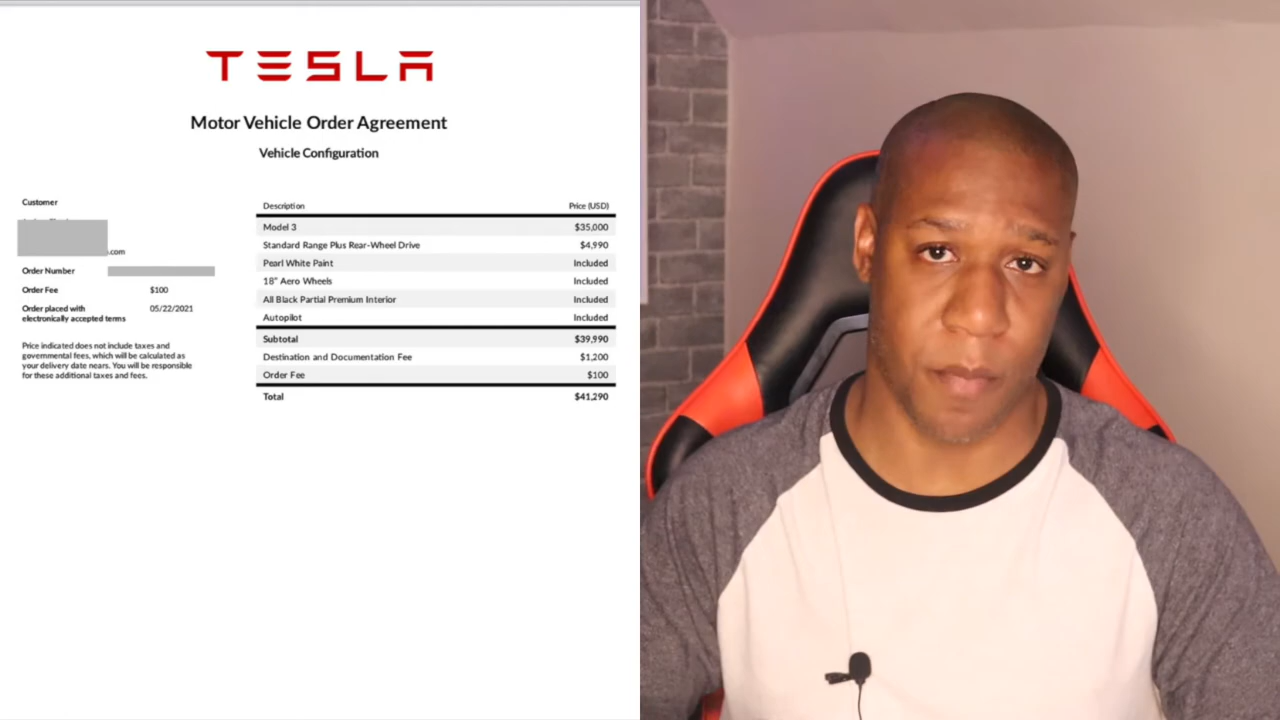 TESLA
Motor Vehicle Order Agreement
Vehicle Configuration
Customer
.com
Order Number
Order Fee $100
Order placed with 05/22/2021
electronically accepted terms
Price indicated does not include taxes and
governmental fees, which will be calculated as
your delivery date nears. You will be responsible
for these additional taxes and fees.
Description Price (USD)
Model 3 $35,000
Standard Range Plus Rear-Wheel Drive $4,990
Pearl White Paint Included
18" Aero Wheels Included
All Black Partial Premium Interior Included
Autopilot Included
Subtotal $39,990
Destination and Documentation Fee $1,200
Order Fee $100
Total $41,290